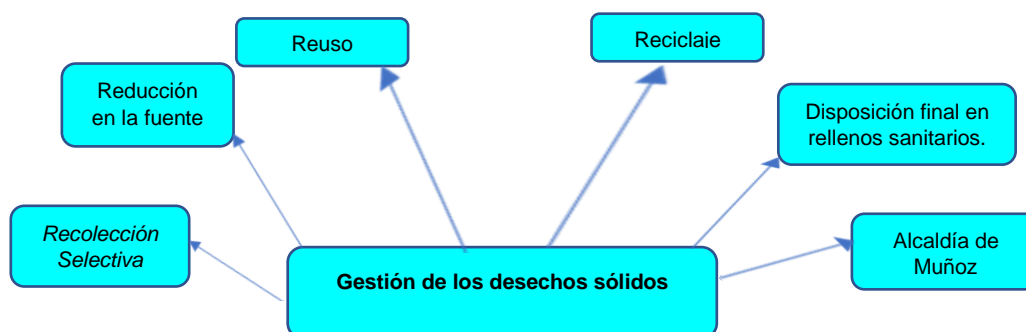 Reuso
Reciclaje
Reducción
en la fuente
Disposición final en
rellenos sanitarios.
Recolección
Selectiva
Alcaldía de
Muñoz
Gestión de los desechos sólidos